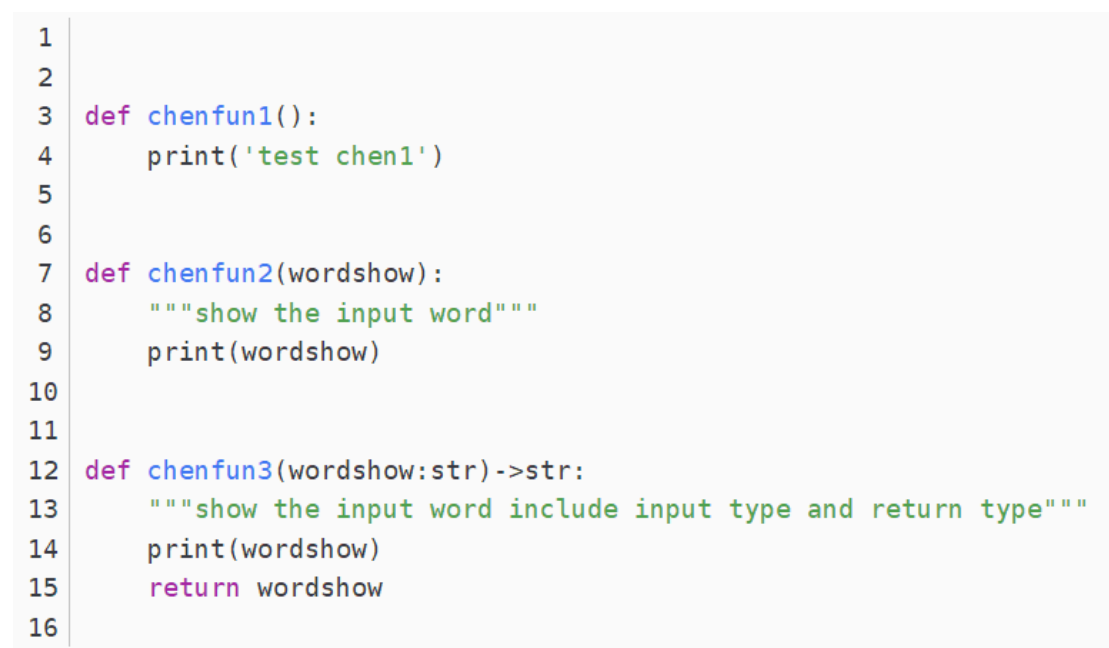 1
2
3 def chenfun1():
4     print('test chen1')
5
6
7 def chenfun2(wordshow):
8     """show the input word"""
9     print(wordshow)
10
11
12 def chenfun3(wordshow:str)->str:
13     """show the input word include input type and return type"""
14     print(wordshow)
15     return wordshow
16